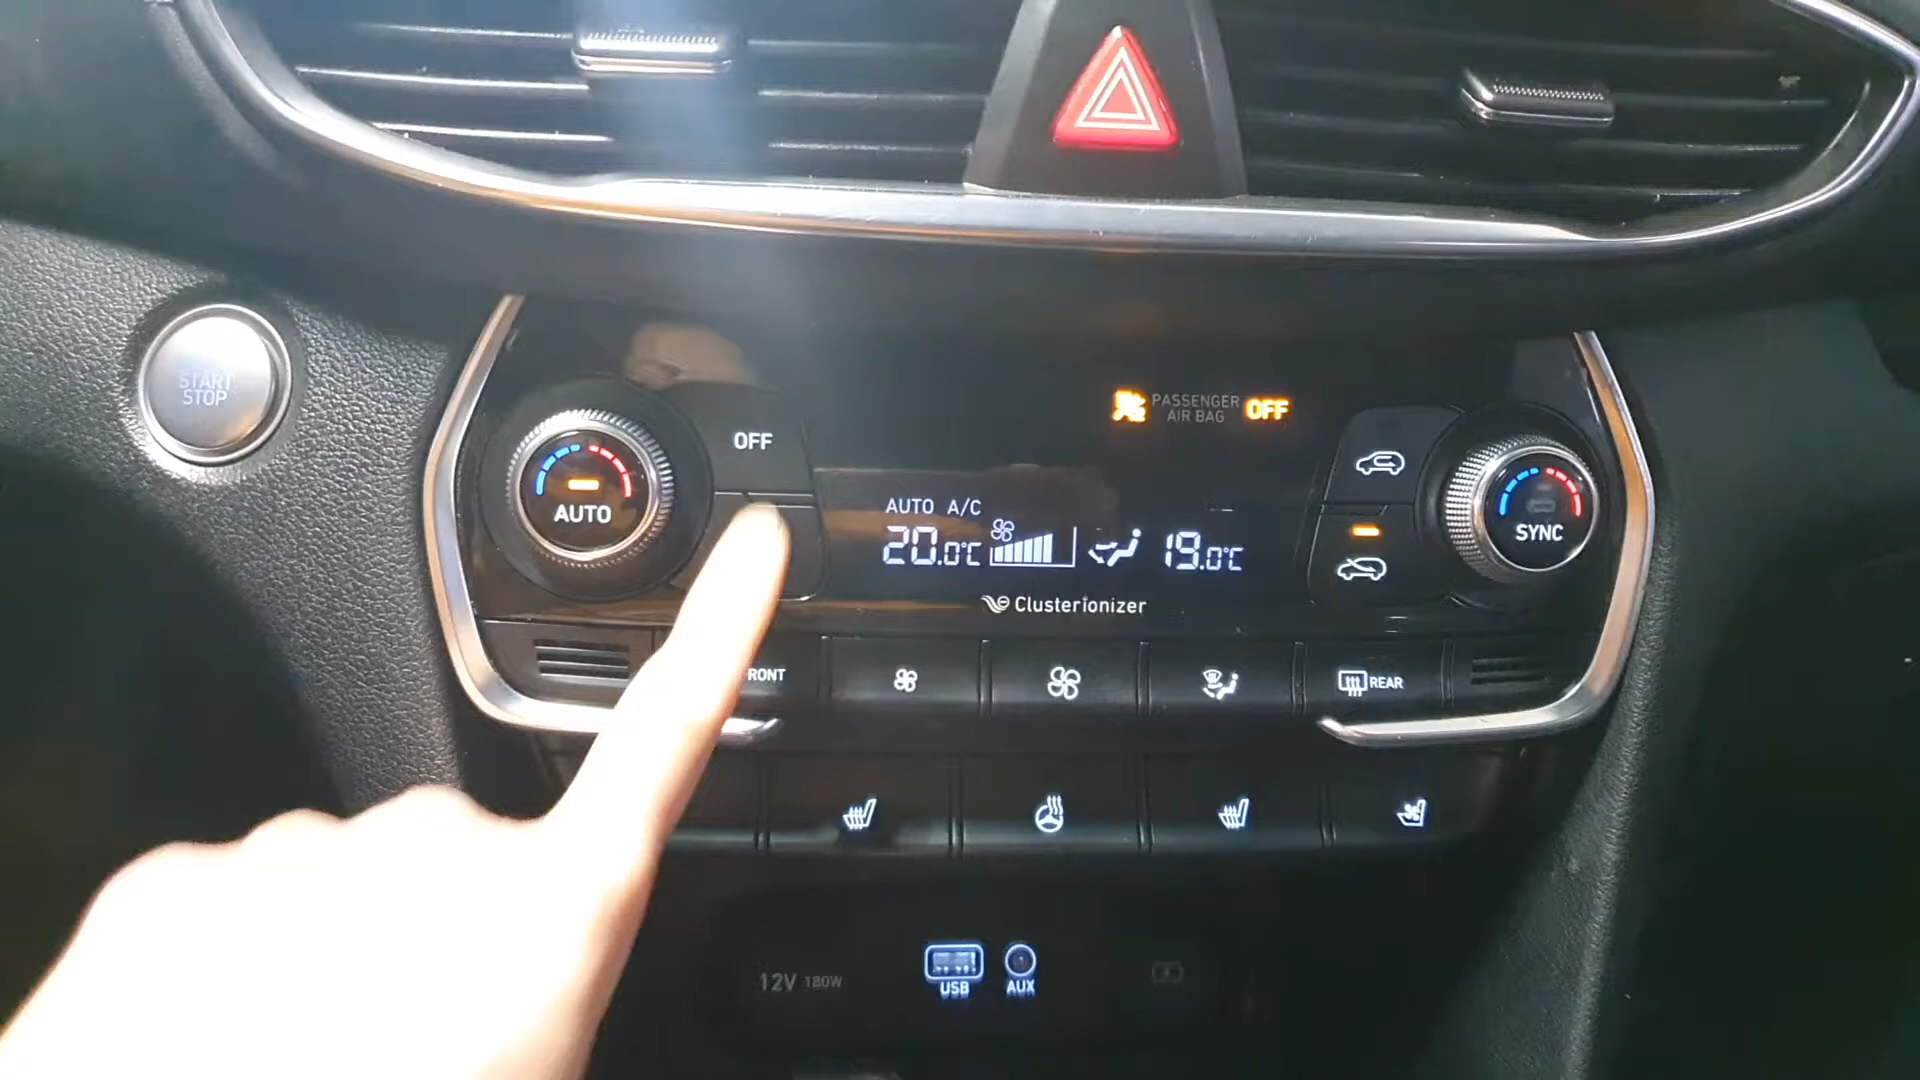 START
STOP
OFF
AUTO
PASSENGER
AIR BAG
OFF
AUTO A/C
20.0°C
19.0°C
SYNC
Clusterionizer
RONT
REAR
12V 180W
USB
AUX